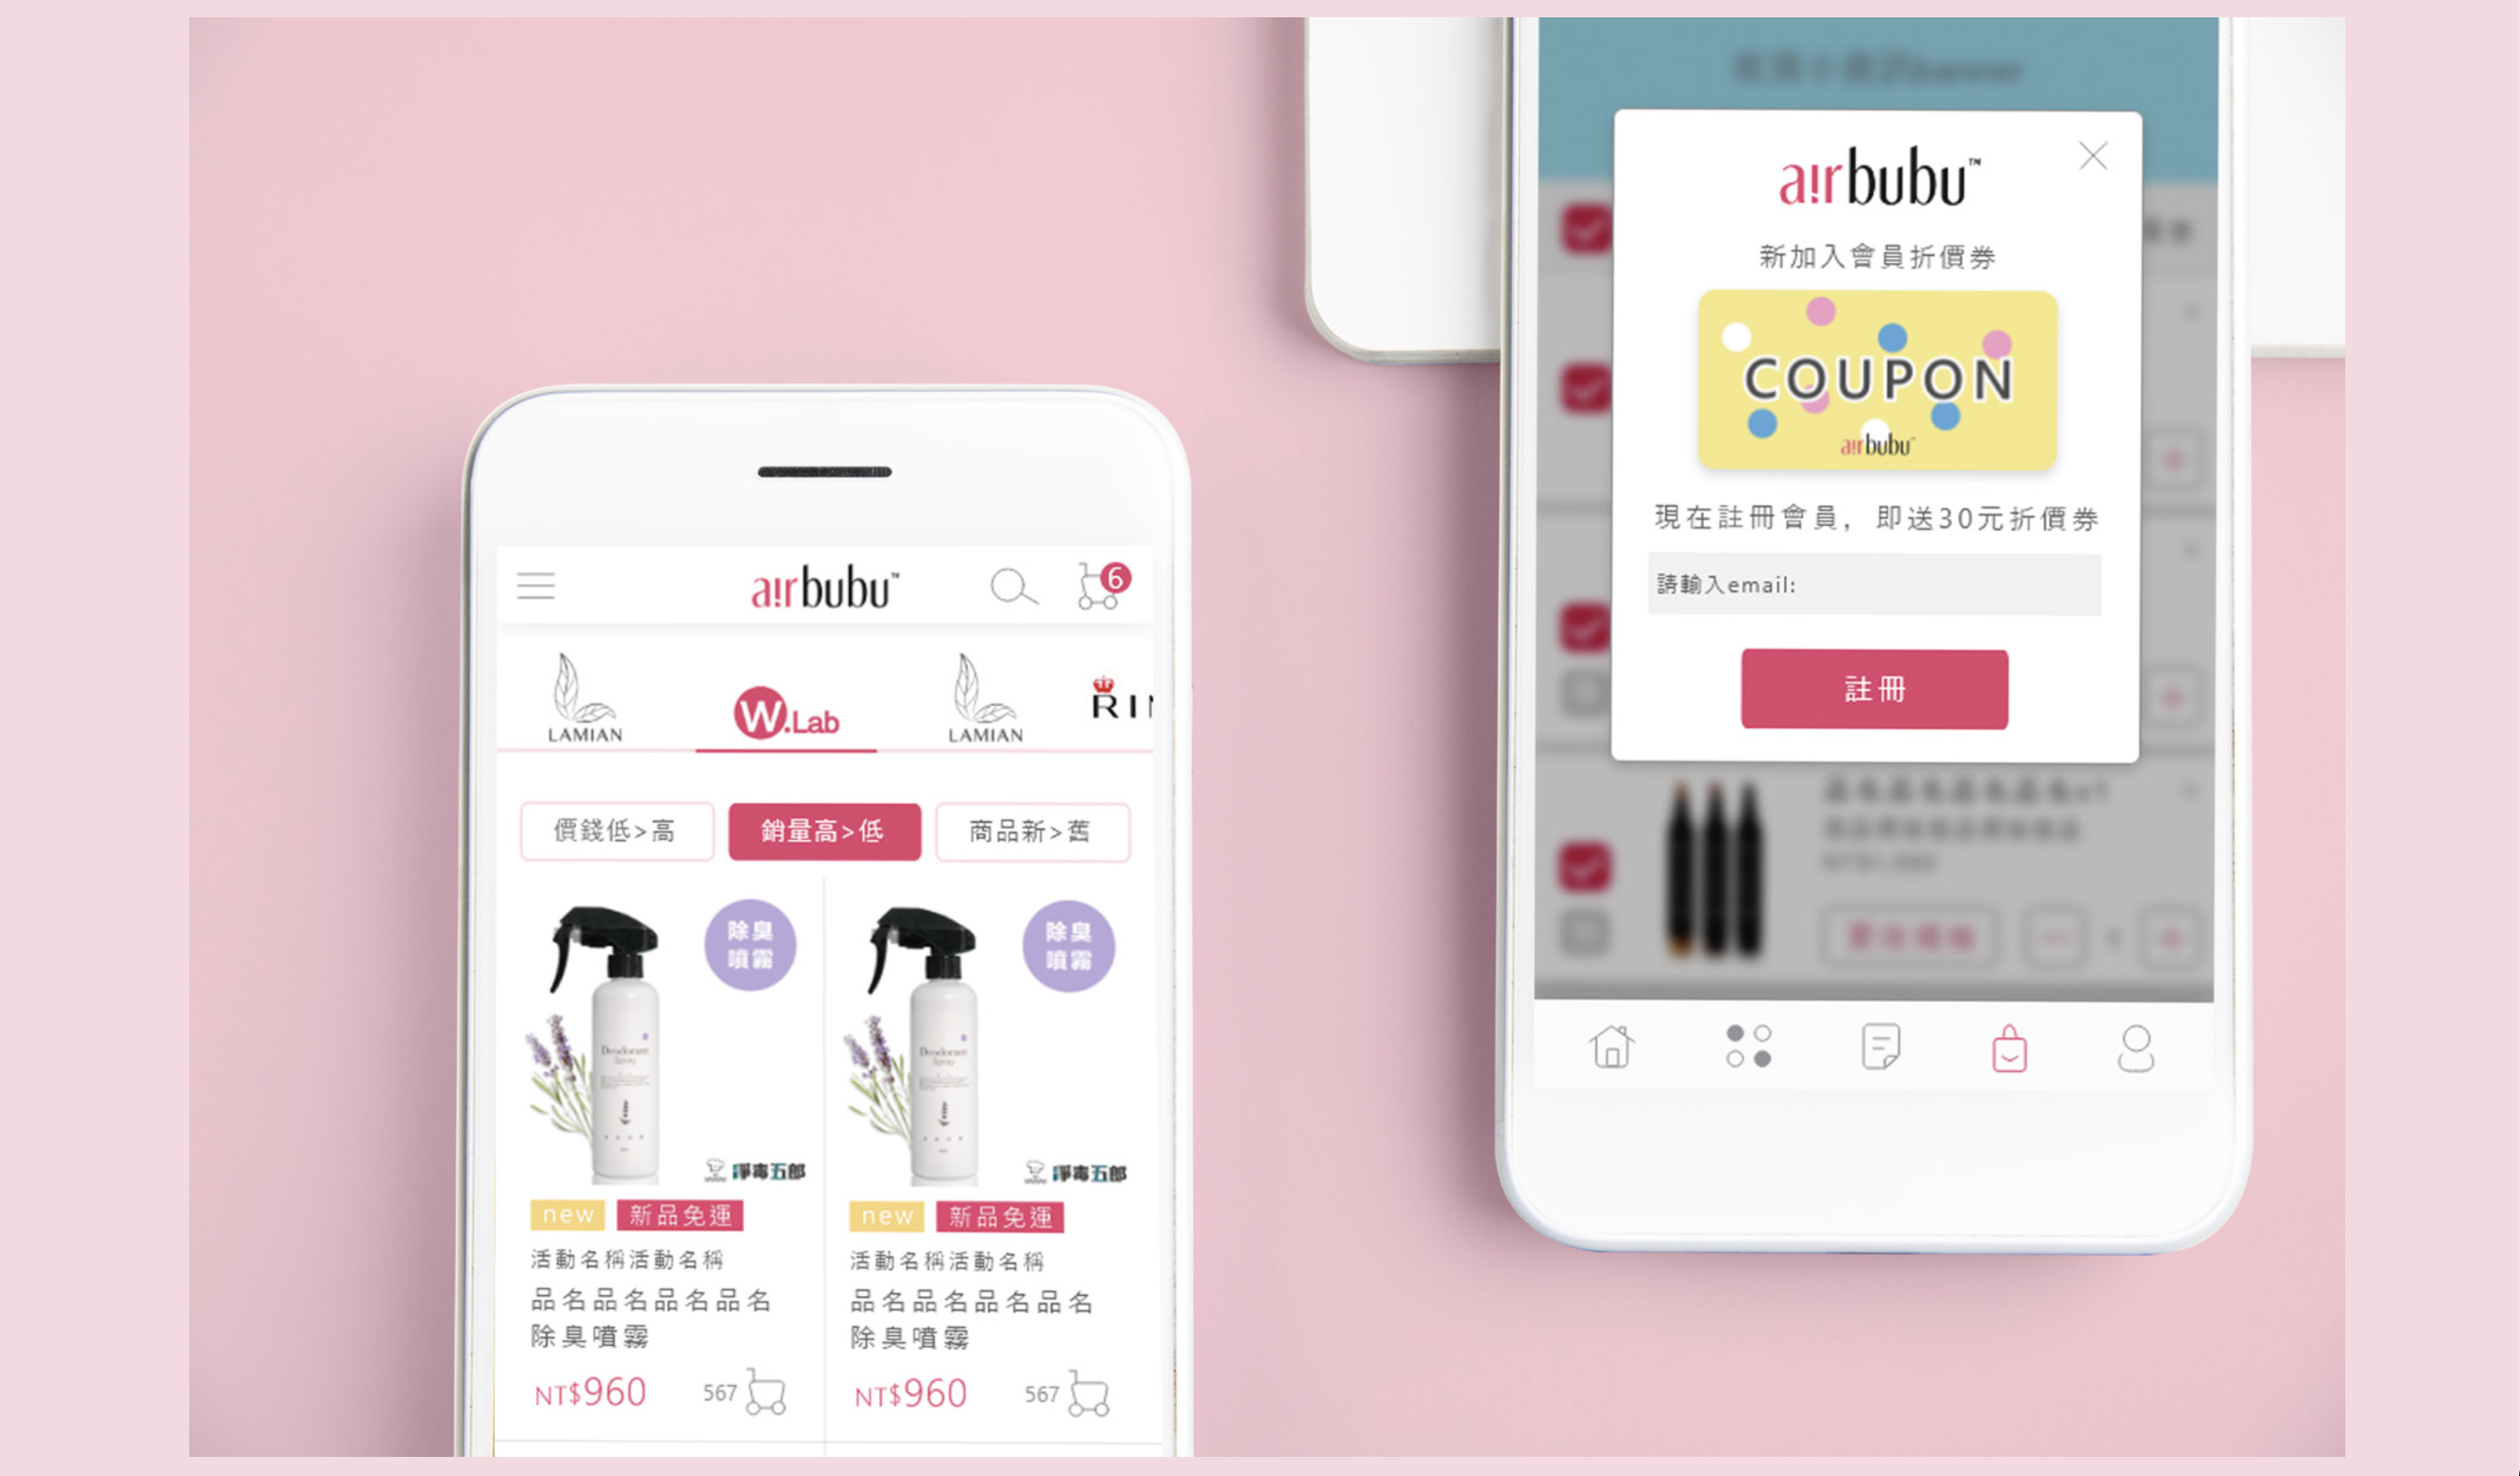 airbubu™
6
LAMIAN
W.Lab
LAMIAN
RI
價錢低>高
銷量高>低
商品新>舊
除臭
噴霧
Deodorant
Spray
淨毒五郎
new 新品免運
活動名稱活動名稱
品名品名品名品名
除臭噴霧
NT$960 567
除臭
噴霧
Deodorant
Spray
淨毒五郎
new 新品免運
活動名稱活動名稱
品名品名品名品名
除臭噴霧
NT$960 567
banner
airbubu™
新加入會員折價券
COUPON
airbubu™
現在註冊會員，即送30元折價券
請輸入email:
註冊